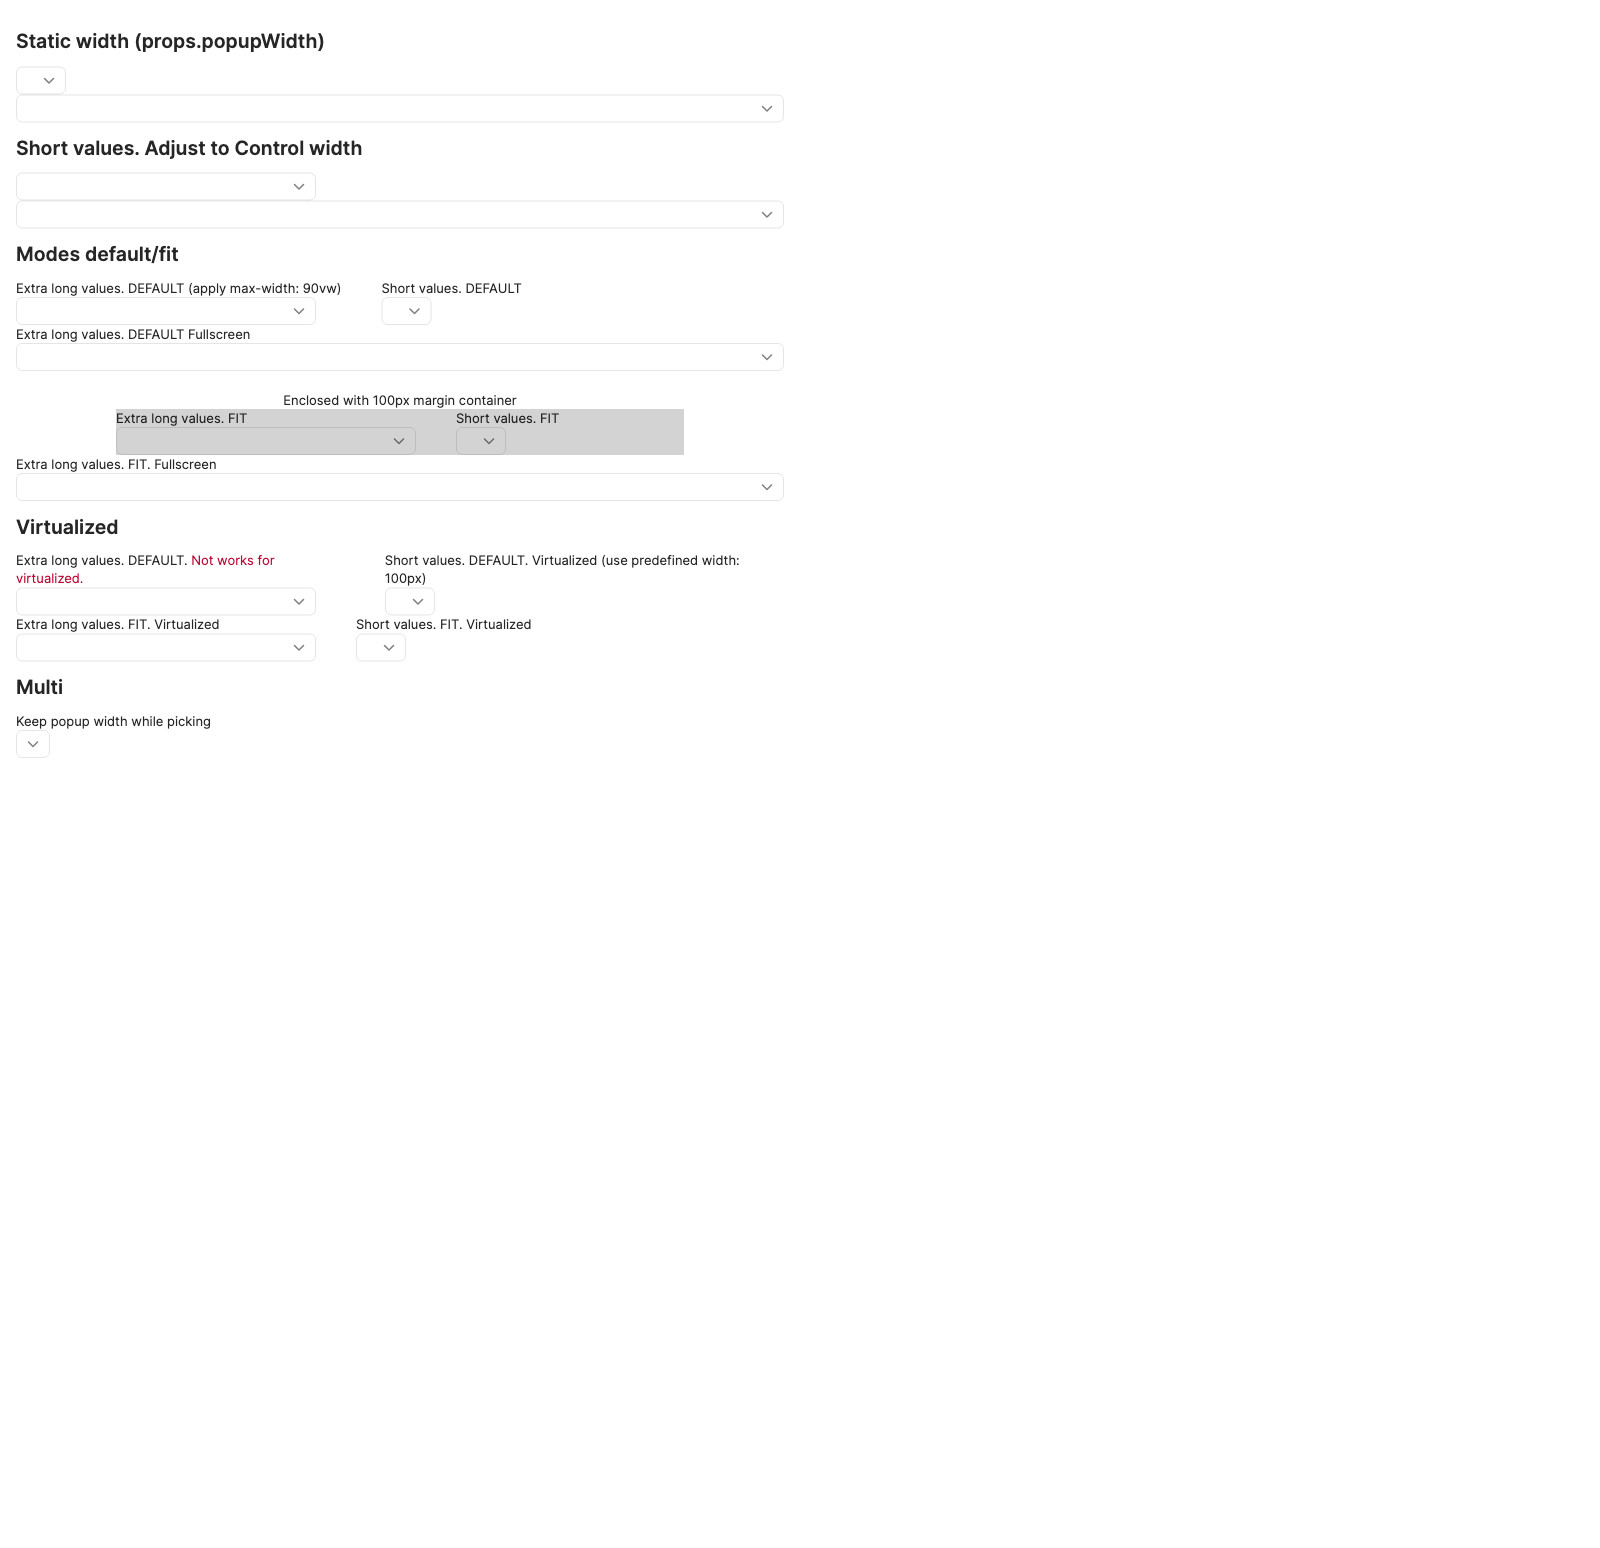 Static width (props.popupWidth)
Short values. Adjust to Control width
Modes default/fit
Extra long values. DEFAULT (apply max-width: 90vw)
Short values. DEFAULT
Extra long values. DEFAULT Fullscreen
Enclosed with 100px margin container
Extra long values. FIT
Short values. FIT
Extra long values. FIT. Fullscreen
Virtualized
Extra long values. DEFAULT. Not works for
virtualized.
Short values. DEFAULT. Virtualized (use predefined width:
100px)
Extra long values. FIT. Virtualized
Short values. FIT. Virtualized
Multi
Keep popup width while picking